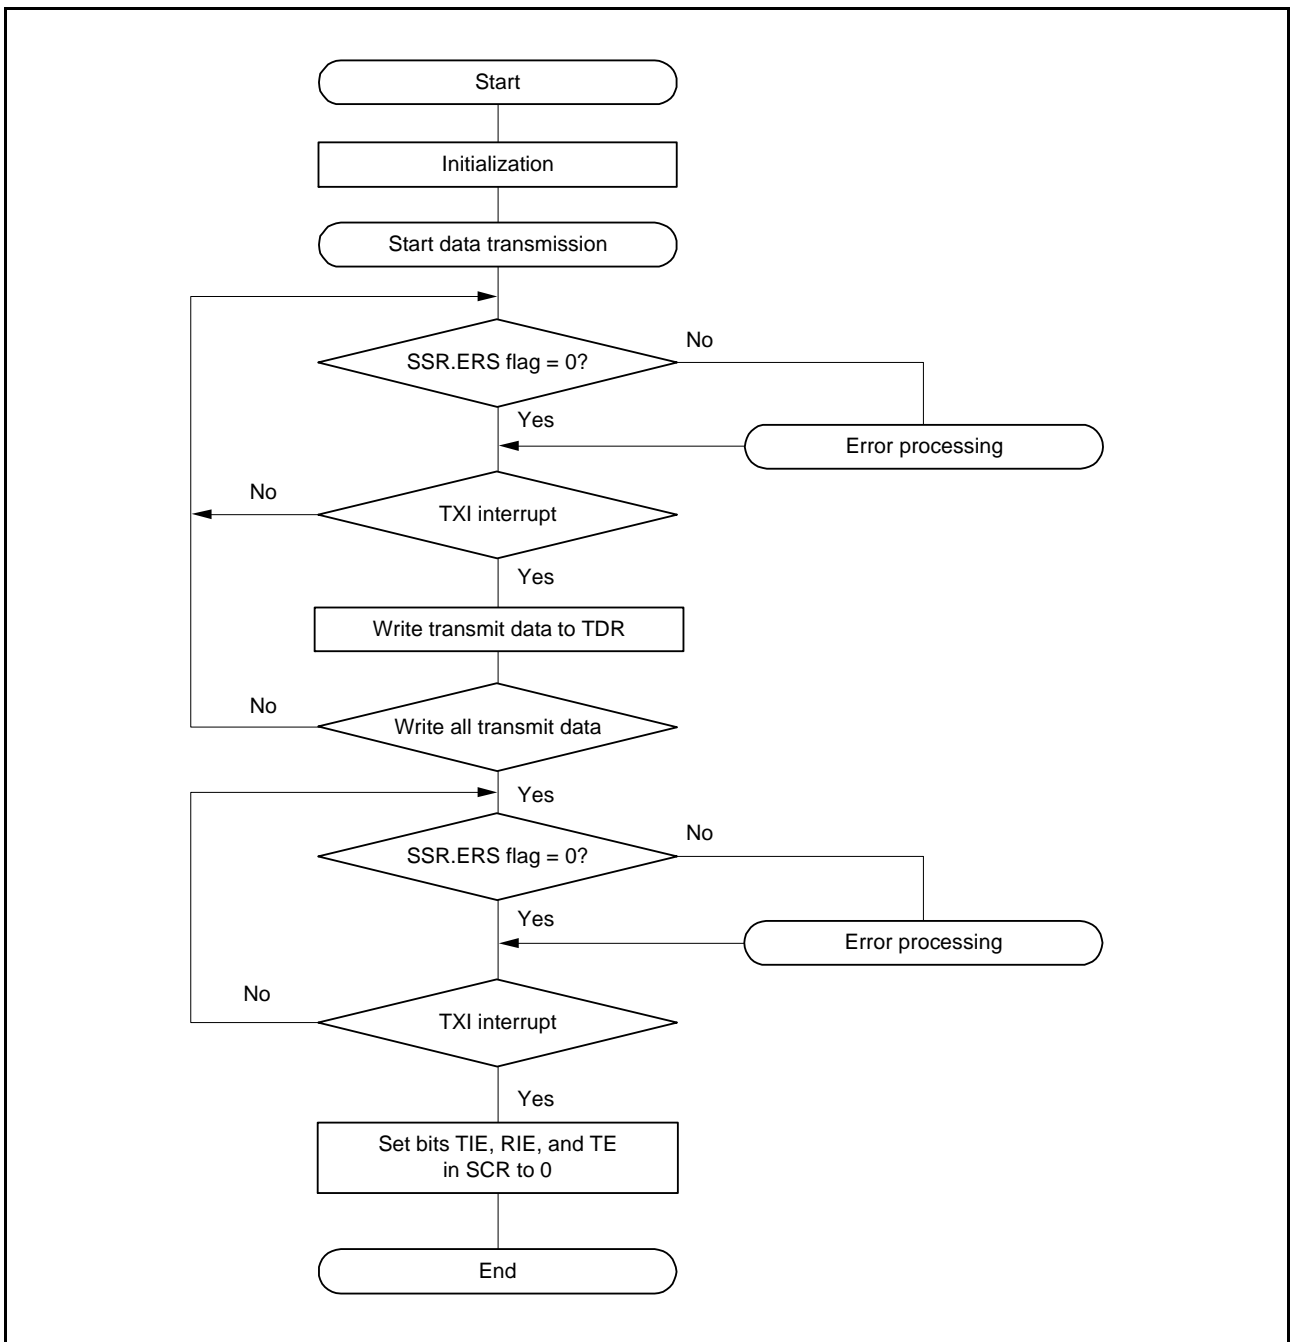 Start
Initialization
Start data transmission
SSR.ERS flag = 0?
No
Yes
Error processing
No
TXI interrupt
Yes
Write transmit data to TDR
No
Write all transmit data
Yes
SSR.ERS flag = 0?
No
Yes
Error processing
No
TXI interrupt
Yes
Set bits TIE, RIE, and TE
in SCR to 0
End